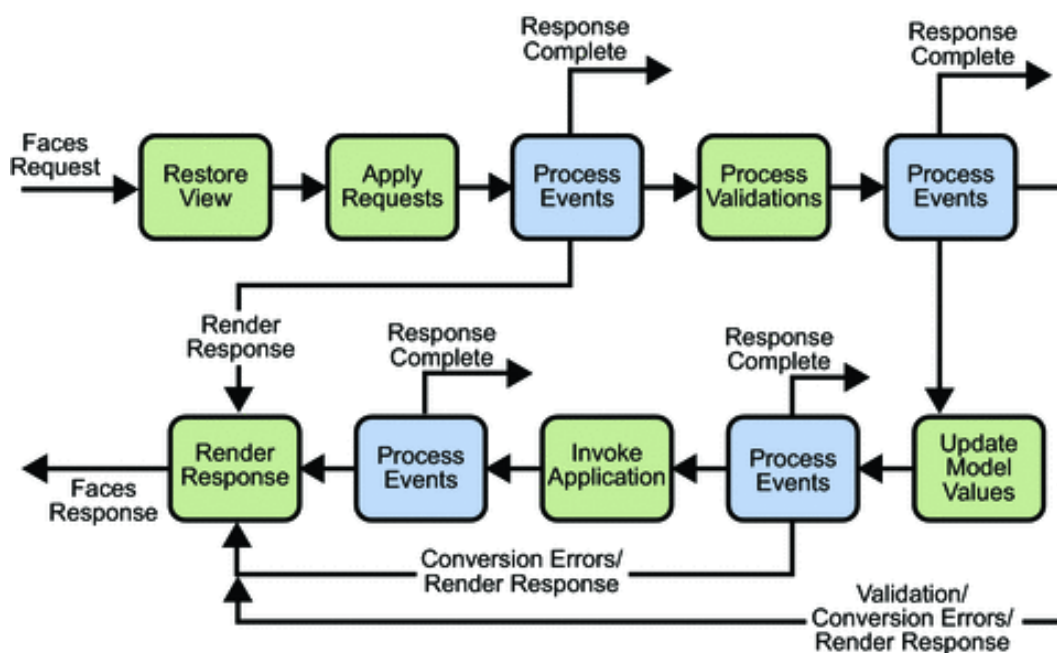 Response
Complete
Response
Complete
Faces
Request
Restore
View
Apply
Requests
Process
Events
Process
Validations
Process
Events
Render
Response
Response
Complete
Response
Complete
Render
Response
Process
Events
Invoke
Application
Process
Events
Update
Model
Values
Faces
Response
Conversion Errors/
Render Response
Validation/
Conversion Errors/
Render Response